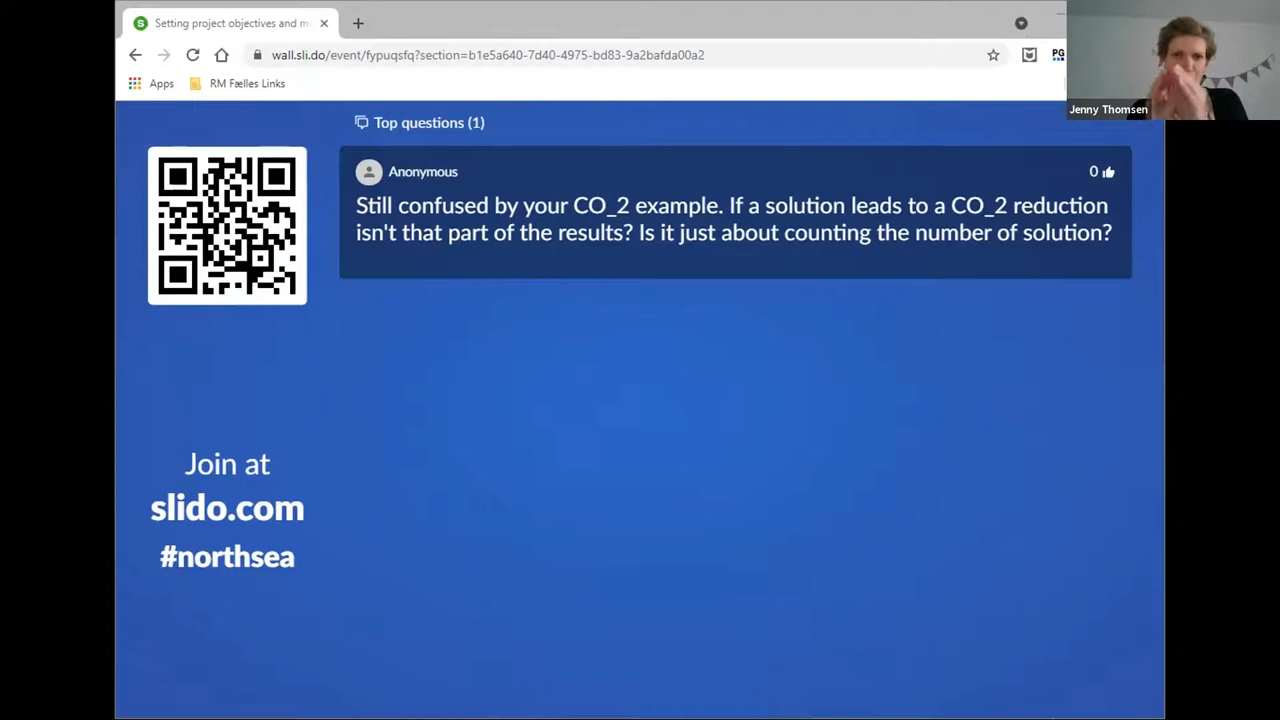 Setting project objectives and m
wall.sli.do/event/fypuqsfq?section=b1e5a640-7d40-4975-bd83-9a2bafda00a2
PG
Apps
RM Fælles Links
Jenny Thomsen
Top questions (1)
Anonymous
0
Still confused by your CO_2 example. If a solution leads to a CO_2 reduction
isn't that part of the results? Is it just about counting the number of solution?
Join at
slido.com
#northsea